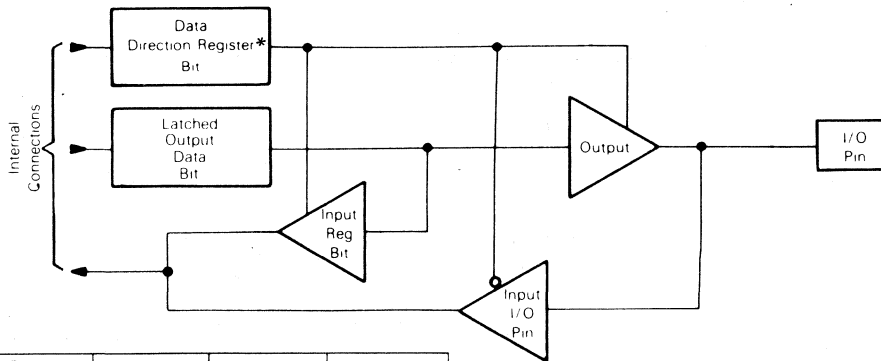 Data
Direction Register*
Bit
Internal
Connections
Latched
Output
Data
Bit
Output
I/O
Pin
Input
Reg
Bit
Input
I/O
Pin